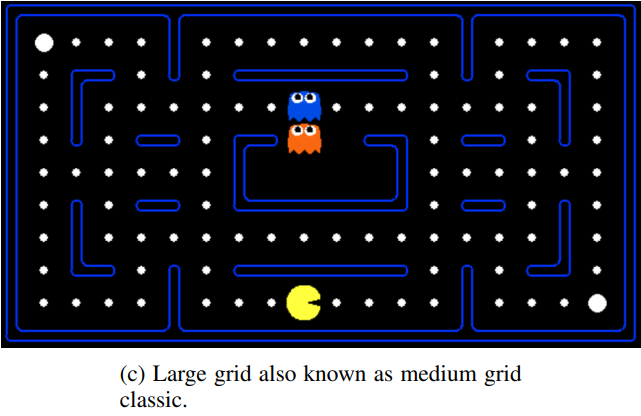 (c) Large grid also known as medium grid
classic.